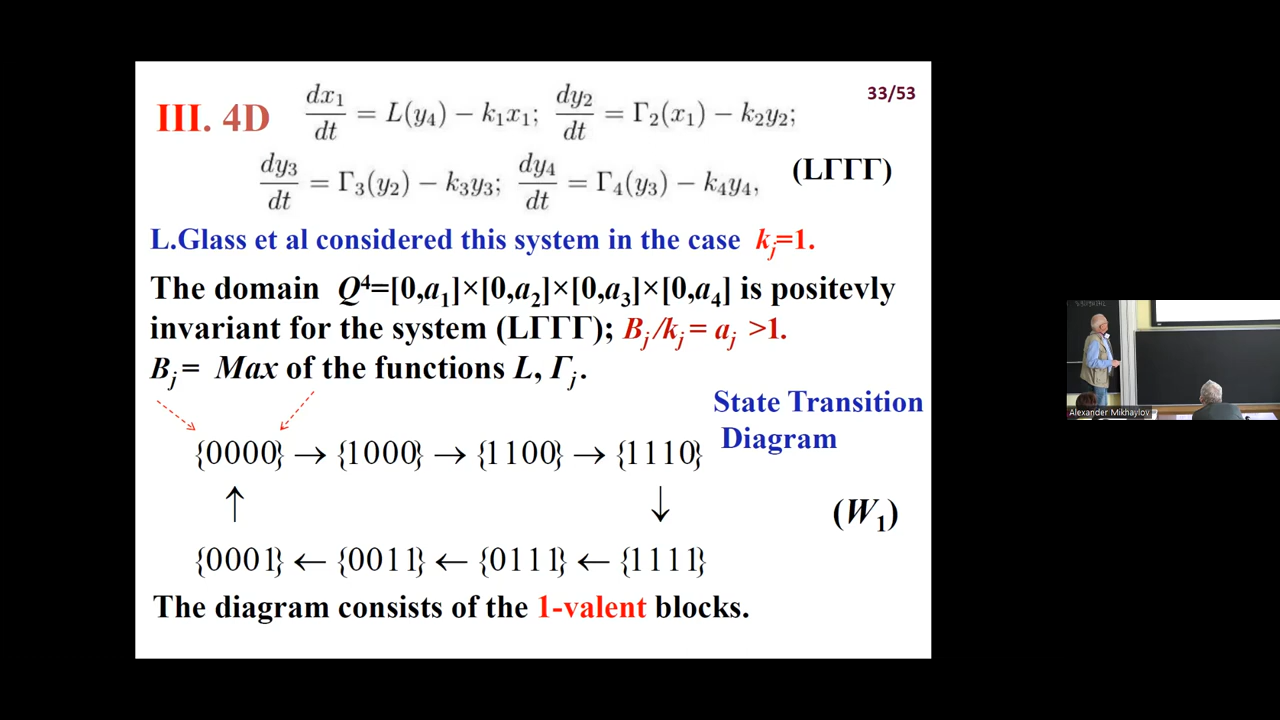 33/53
III. 4D dx₁/dt = L(y₄) − k₁x₁; dy₂/dt = Γ₂(x₁) − k₂y₂;
dy₃/dt = Γ₃(y₂) − k₃y₃; dy₄/dt = Γ₄(y₃) − k₄y₄, (LΓΓΓ)
L.Glass et al considered this system in the case kⱼ=1.
The domain Q⁴=[0,a₁]×[0,a₂]×[0,a₃]×[0,a₄] is positevly
invariant for the system (LΓΓΓ); Bⱼ/kⱼ = aⱼ >1.
Bⱼ = Max of the functions L, Γⱼ.
State Transition
Diagram
{0000} → {1000} → {1100} → {1110}
↑ ↓
(W₁)
{0001} ← {0011} ← {0111} ← {1111}
The diagram consists of the 1-valent blocks.
Alexander Mikhaylov